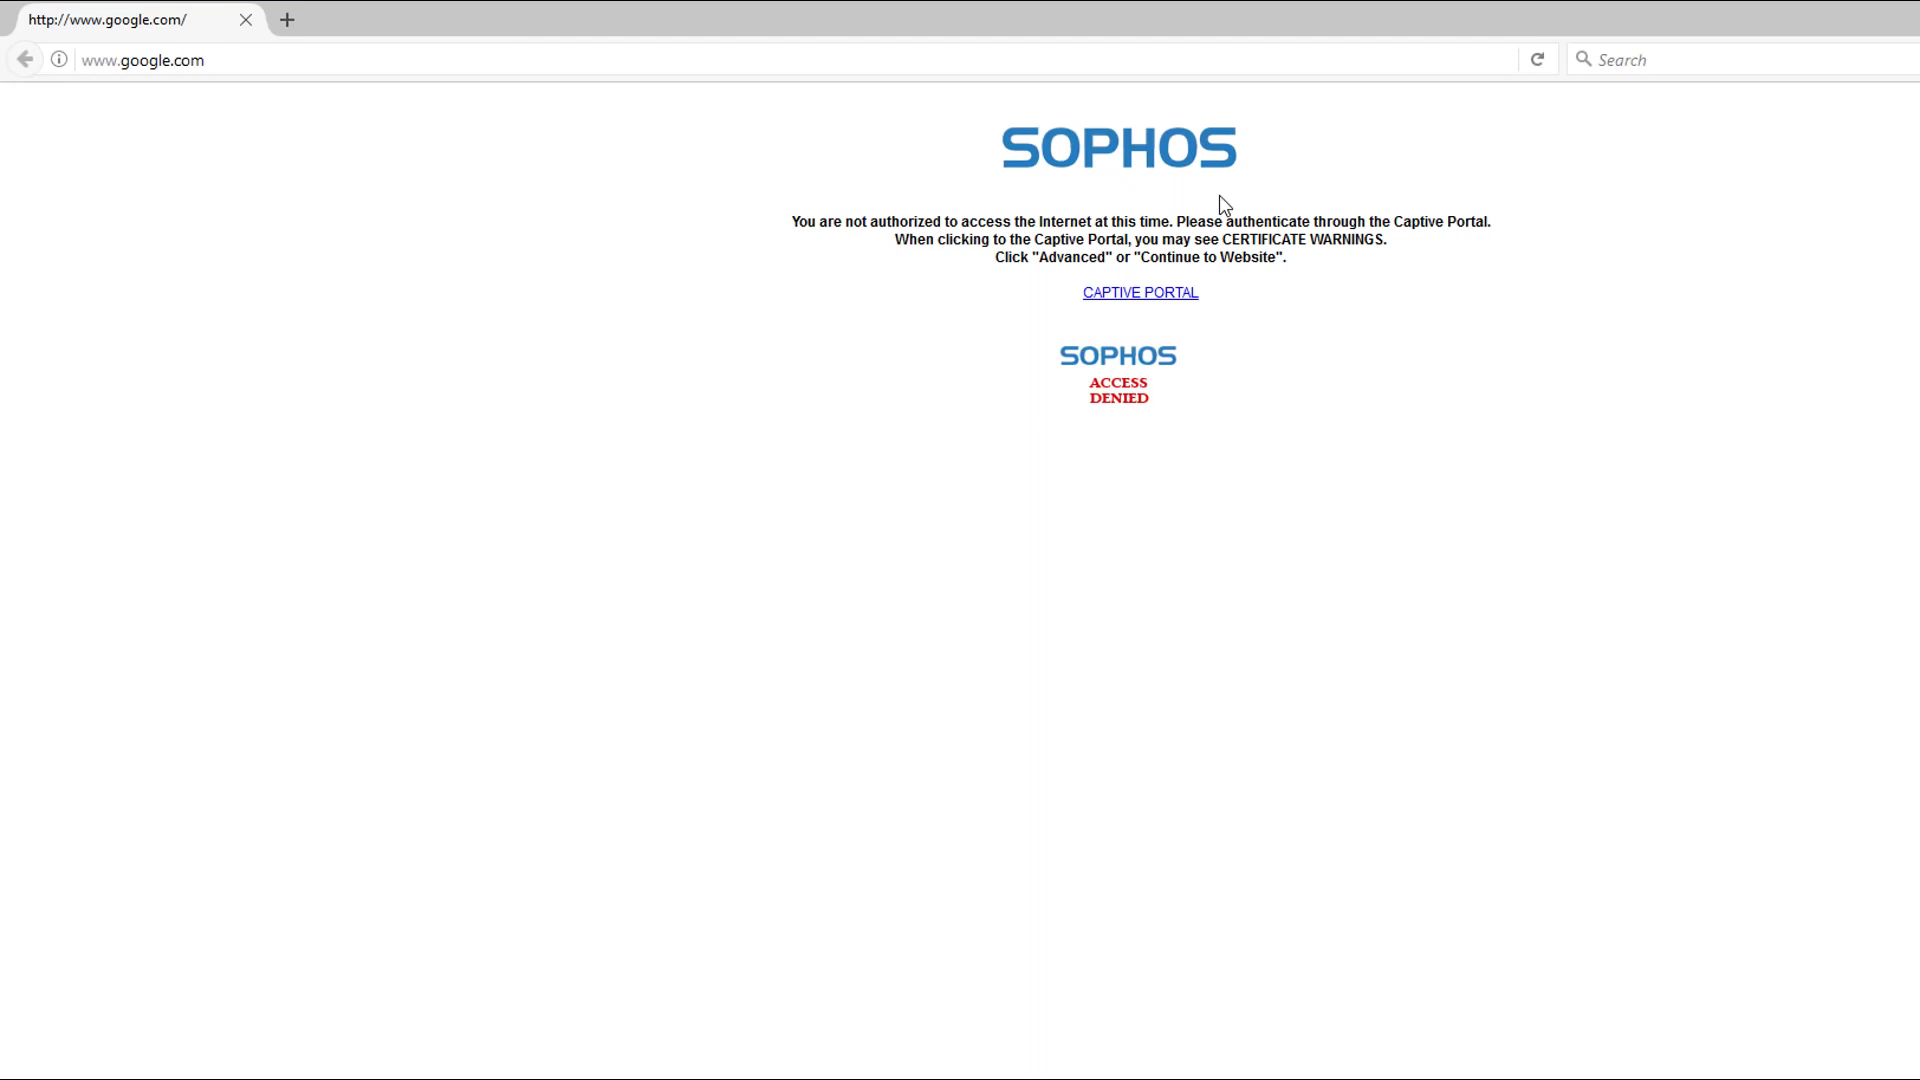 http://www.google.com/
www.google.com
Search
SOPHOS
You are not authorized to access the Internet at this time. Please authenticate through the Captive Portal.
When clicking to the Captive Portal, you may see CERTIFICATE WARNINGS.
Click "Advanced" or "Continue to Website".
CAPTIVE PORTAL
SOPHOS
ACCESS
DENIED